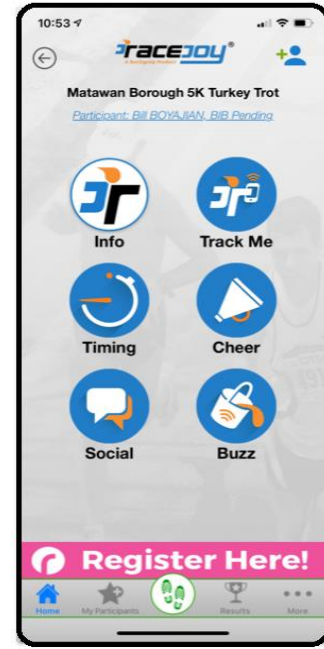 10:53
RACEJOY®
A RunSignup Product
Matawan Borough 5K Turkey Trot
Participant: Bill BOYAJIAN, BIB Pending
Info
Track Me
Timing
Cheer
Social
Buzz
Register Here!
Home
My Participants
Results
More